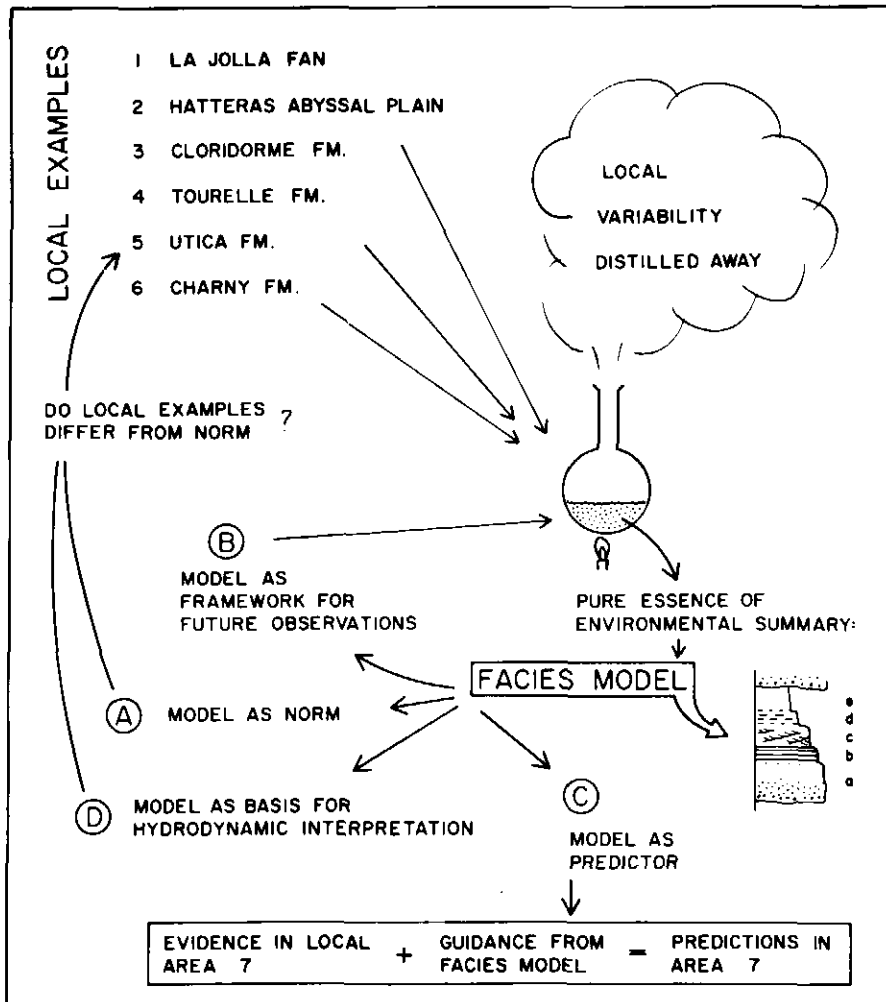 LOCAL EXAMPLES
1 LA JOLLA FAN
2 HATTERAS ABYSSAL PLAIN
3 CLORIDORME FM.
4 TOURELLE FM.
5 UTICA FM.
6 CHARNY FM.
LOCAL
VARIABILITY
DISTILLED AWAY
DO LOCAL EXAMPLES
DIFFER FROM NORM ?
B
MODEL AS
FRAMEWORK FOR
FUTURE OBSERVATIONS
PURE ESSENCE OF
ENVIRONMENTAL SUMMARY:
FACIES MODEL
e
d
c
b
a
A MODEL AS NORM
D MODEL AS BASIS FOR
HYDRODYNAMIC INTERPRETATION
C
MODEL AS
PREDICTOR
EVIDENCE IN LOCAL
AREA 7
+
GUIDANCE FROM
FACIES MODEL
=
PREDICTIONS IN
AREA 7